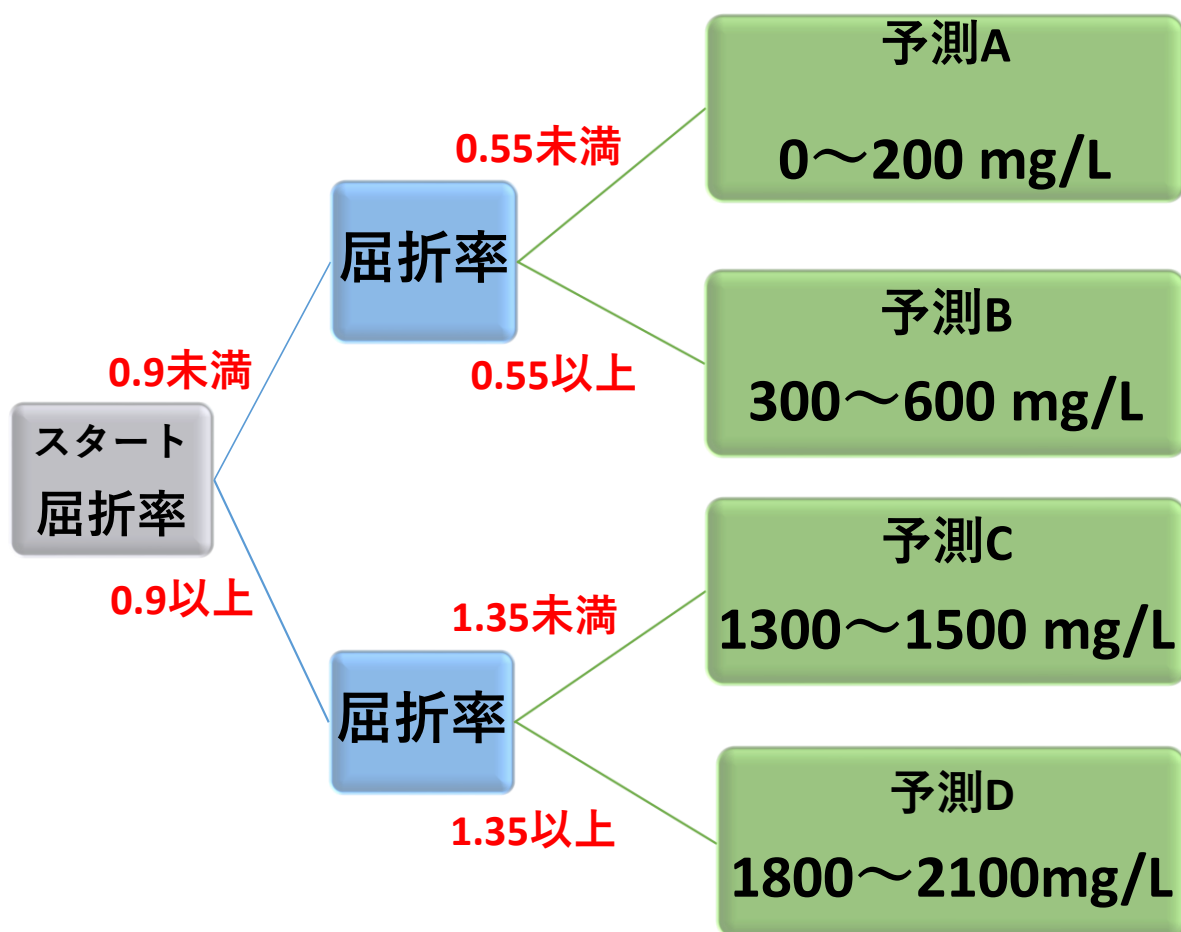 予測A
0～200 mg/L
0.55未満
屈折率
0.55以上
予測B
300～600 mg/L
0.9未満
スタート
屈折率
0.9以上
予測C
1300～1500 mg/L
1.35未満
屈折率
1.35以上
予測D
1800～2100mg/L